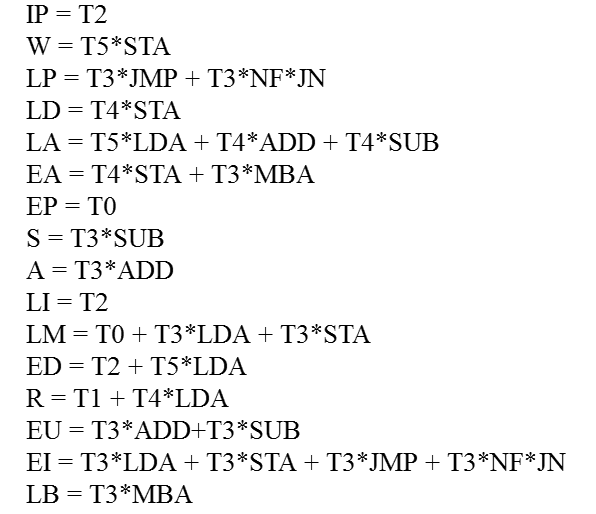 IP = T2
W = T5*STA
LP = T3*JMP + T3*NF*JN
LD = T4*STA
LA = T5*LDA + T4*ADD + T4*SUB
EA = T4*STA + T3*MBA
EP = T0
S = T3*SUB
A = T3*ADD
LI = T2
LM = T0 + T3*LDA + T3*STA
ED = T2 + T5*LDA
R = T1 + T4*LDA
EU = T3*ADD+T3*SUB
EI = T3*LDA + T3*STA + T3*JMP + T3*NF*JN
LB = T3*MBA